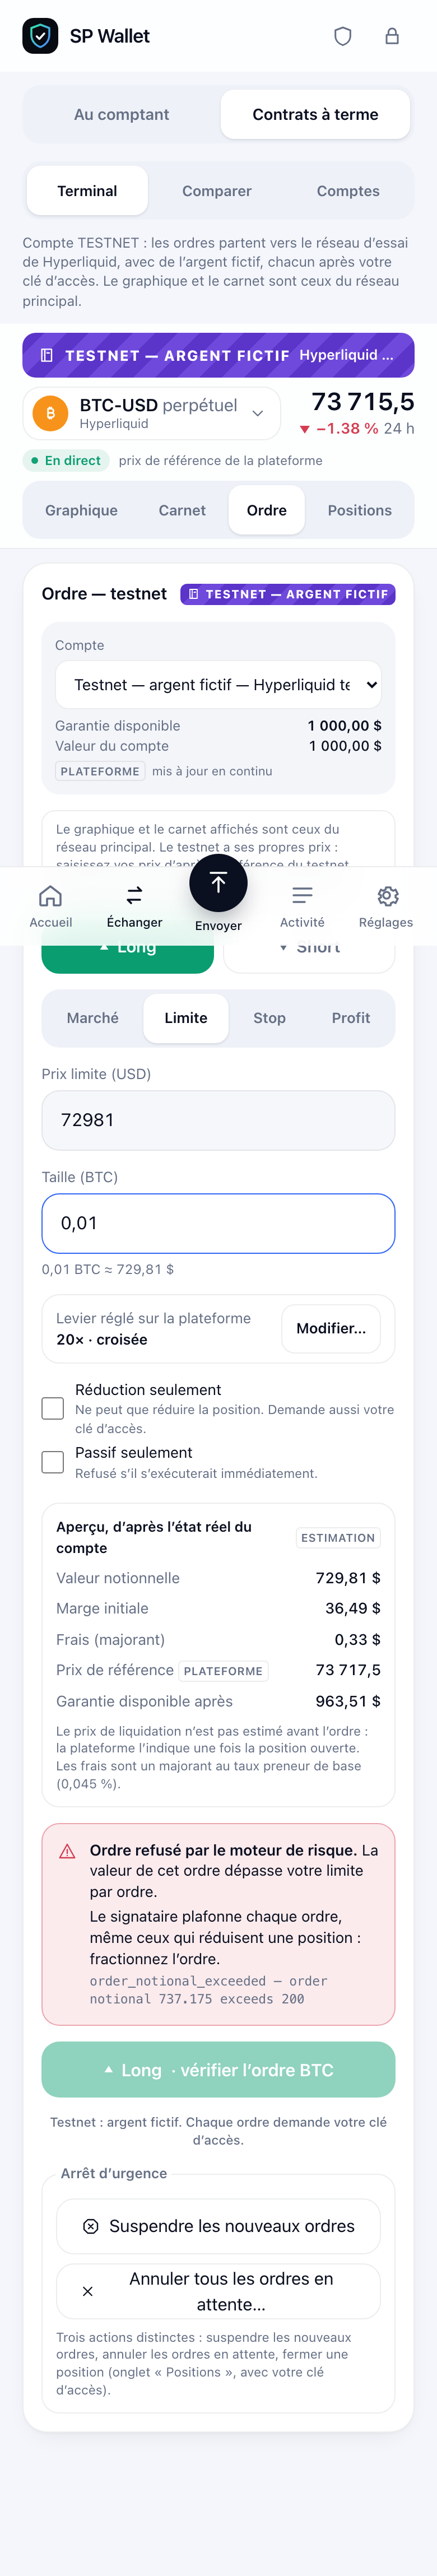 SP Wallet
Au comptant
Contrats à terme
Terminal
Comparer
Comptes
Compte TESTNET : les ordres partent vers le réseau d’essai
de Hyperliquid, avec de l’argent fictif, chacun après votre
clé d’accès. Le graphique et le carnet sont ceux du réseau
principal.
TESTNET — ARGENT FICTIF Hyperliquid ...
BTC-USD perpétuel
Hyperliquid
73 715,5
▼ −1.38 % 24 h
En direct
prix de référence de la plateforme
Graphique
Carnet
Ordre
Positions
Ordre — testnet
TESTNET — ARGENT FICTIF
Compte
Testnet — argent fictif — Hyperliquid te
Garantie disponible 1 000,00 $
Valeur du compte 1 000,00 $
PLATEFORME mis à jour en continu
Le graphique et le carnet affichés sont ceux du
réseau principal. Le testnet a ses propres prix :
saisissez vos prix d’après référence du testnet
Accueil
Échanger
Envoyer
Activité
Réglages
▲ Long
▼ Short
Marché
Limite
Stop
Profit
Prix limite (USD)
72981
Taille (BTC)
0,01
0,01 BTC ≈ 729,81 $
Levier réglé sur la plateforme
20× · croisée
Modifier...
Réduction seulement
Ne peut que réduire la position. Demande aussi votre
clé d’accès.
Passif seulement
Refusé s’il s’exécuterait immédiatement.
Aperçu, d’après l’état réel du
compte
ESTIMATION
Valeur notionnelle 729,81 $
Marge initiale 36,49 $
Frais (majorant) 0,33 $
Prix de référence PLATEFORME 73 717,5
Garantie disponible après 963,51 $
Le prix de liquidation n’est pas estimé avant l’ordre :
la plateforme l’indique une fois la position ouverte.
Les frais sont un majorant au taux preneur de base
(0,045 %).
Ordre refusé par le moteur de risque. La
valeur de cet ordre dépasse votre limite
par ordre.
Le signataire plafonne chaque ordre,
même ceux qui réduisent une position :
fractionnez l’ordre.
order_notional_exceeded — order
notional 737.175 exceeds 200
▲ Long · vérifier l’ordre BTC
Testnet : argent fictif. Chaque ordre demande votre clé
d’accès.
Arrêt d’urgence
Suspendre les nouveaux ordres
Annuler tous les ordres en
attente...
Trois actions distinctes : suspendre les nouveaux
ordres, annuler les ordres en attente, fermer une
position (onglet « Positions », avec votre clé
d’accès).